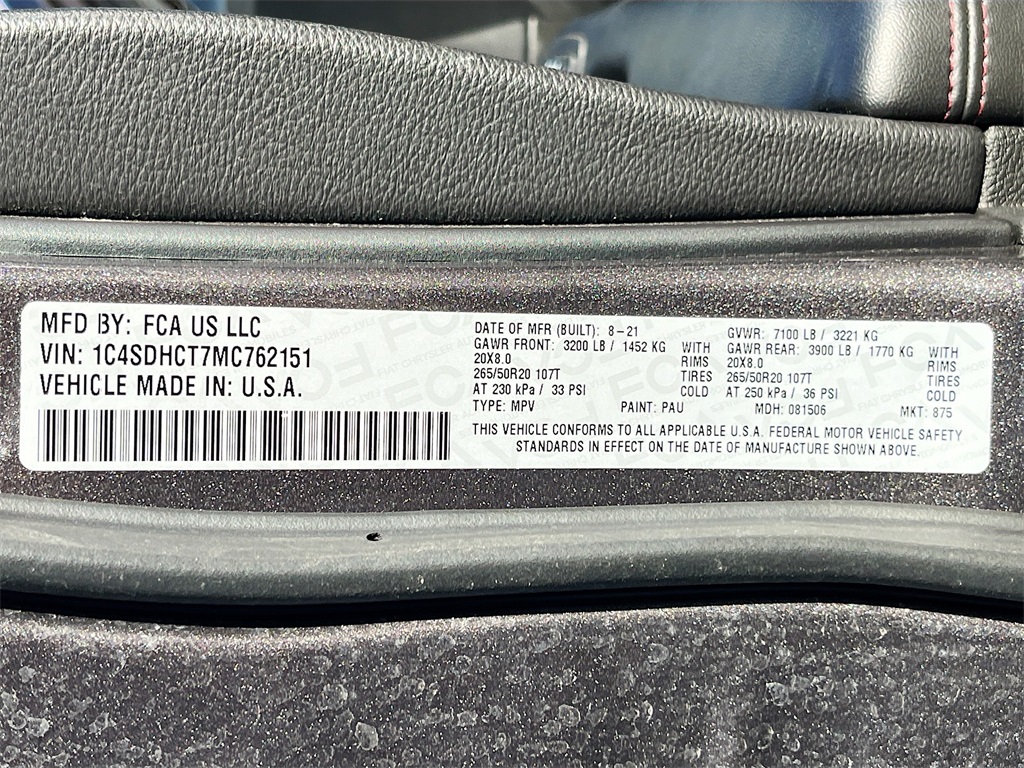 MFD BY: FCA US LLC
VIN: 1C4SDHCT7MC762151
VEHICLE MADE IN: U.S.A.
DATE OF MFR (BUILT): 8-21
GAWR FRONT: 3200 LB / 1452 KG WITH
20X8.0 RIMS
265/50R20 107T TIRES
AT 230 kPa / 33 PSI COLD
TYPE: MPV PAINT: PAU
GVWR: 7100 LB / 3221 KG
GAWR REAR: 3900 LB / 1770 KG WITH
20X8.0 RIMS
265/50R20 107T TIRES
AT 250 kPa / 36 PSI COLD
MDH: 081506 MKT: 875
THIS VEHICLE CONFORMS TO ALL APPLICABLE U.S.A. FEDERAL MOTOR VEHICLE SAFETY
STANDARDS IN EFFECT ON THE DATE OF MANUFACTURE SHOWN ABOVE.